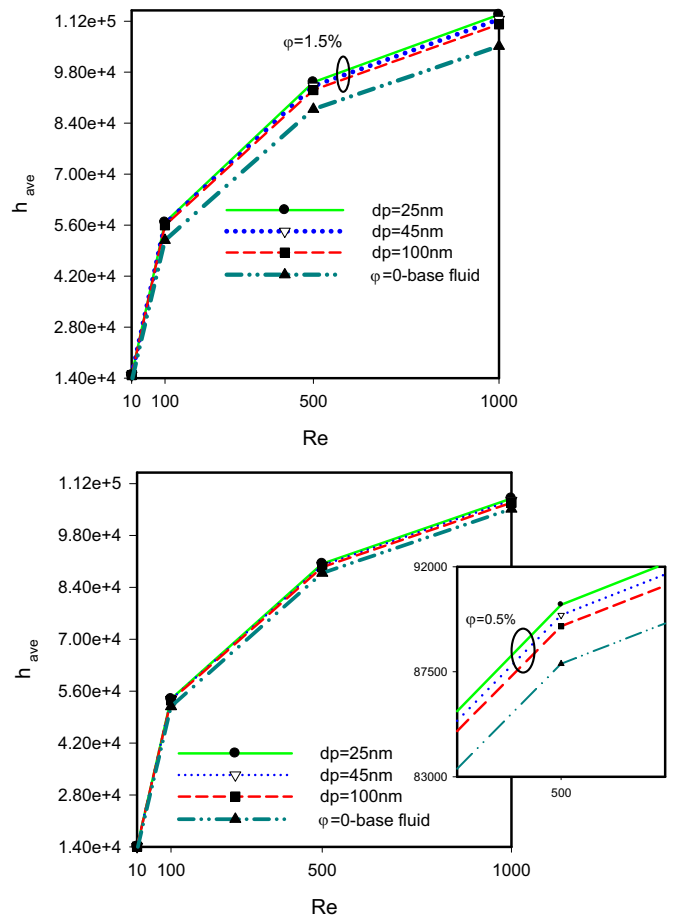 1.12e+5
φ=1.5%
9.80e+4
8.40e+4
7.00e+4
h ave
5.60e+4
dp=25nm
dp=45nm
dp=100nm
φ=0-base fluid
4.20e+4
2.80e+4
1.40e+4
10 100 500 1000
Re
1.12e+5
9.80e+4
8.40e+4
7.00e+4
h ave
5.60e+4
4.20e+4
2.80e+4
1.40e+4
dp=25nm
dp=45nm
dp=100nm
φ=0-base fluid
10 100 500 1000
Re
92000
φ=0.5%
87500
83000
500